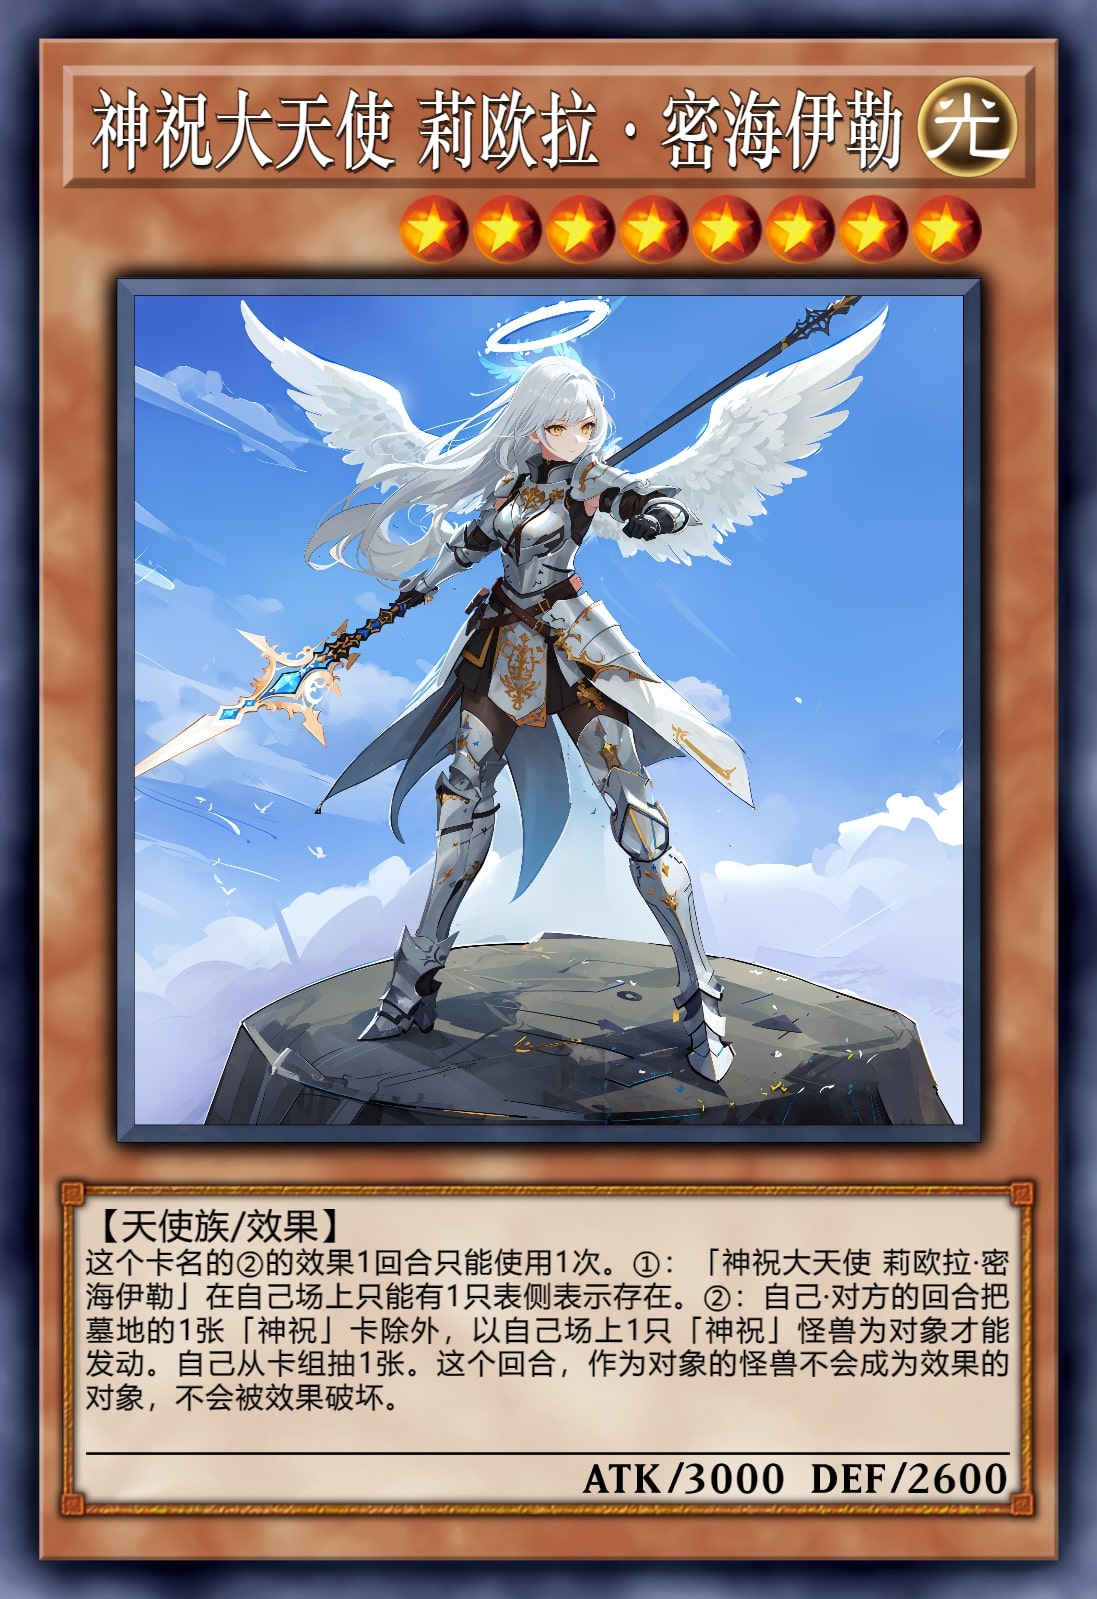 神祝大天使 莉欧拉·密海伊勒 光
【天使族/效果】
这个卡名的②的效果1回合只能使用1次。①：「神祝大天使 莉欧拉·密
海伊勒」在自己场上只能有1只表侧表示存在。②：自己·对方的回合把
墓地的1张「神祝」卡除外，以自己场上1只「神祝」怪兽为对象才能
发动。自己从卡组抽1张。这个回合，作为对象的怪兽不会成为效果的
对象，不会被效果破坏。
ATK/3000 DEF/2600